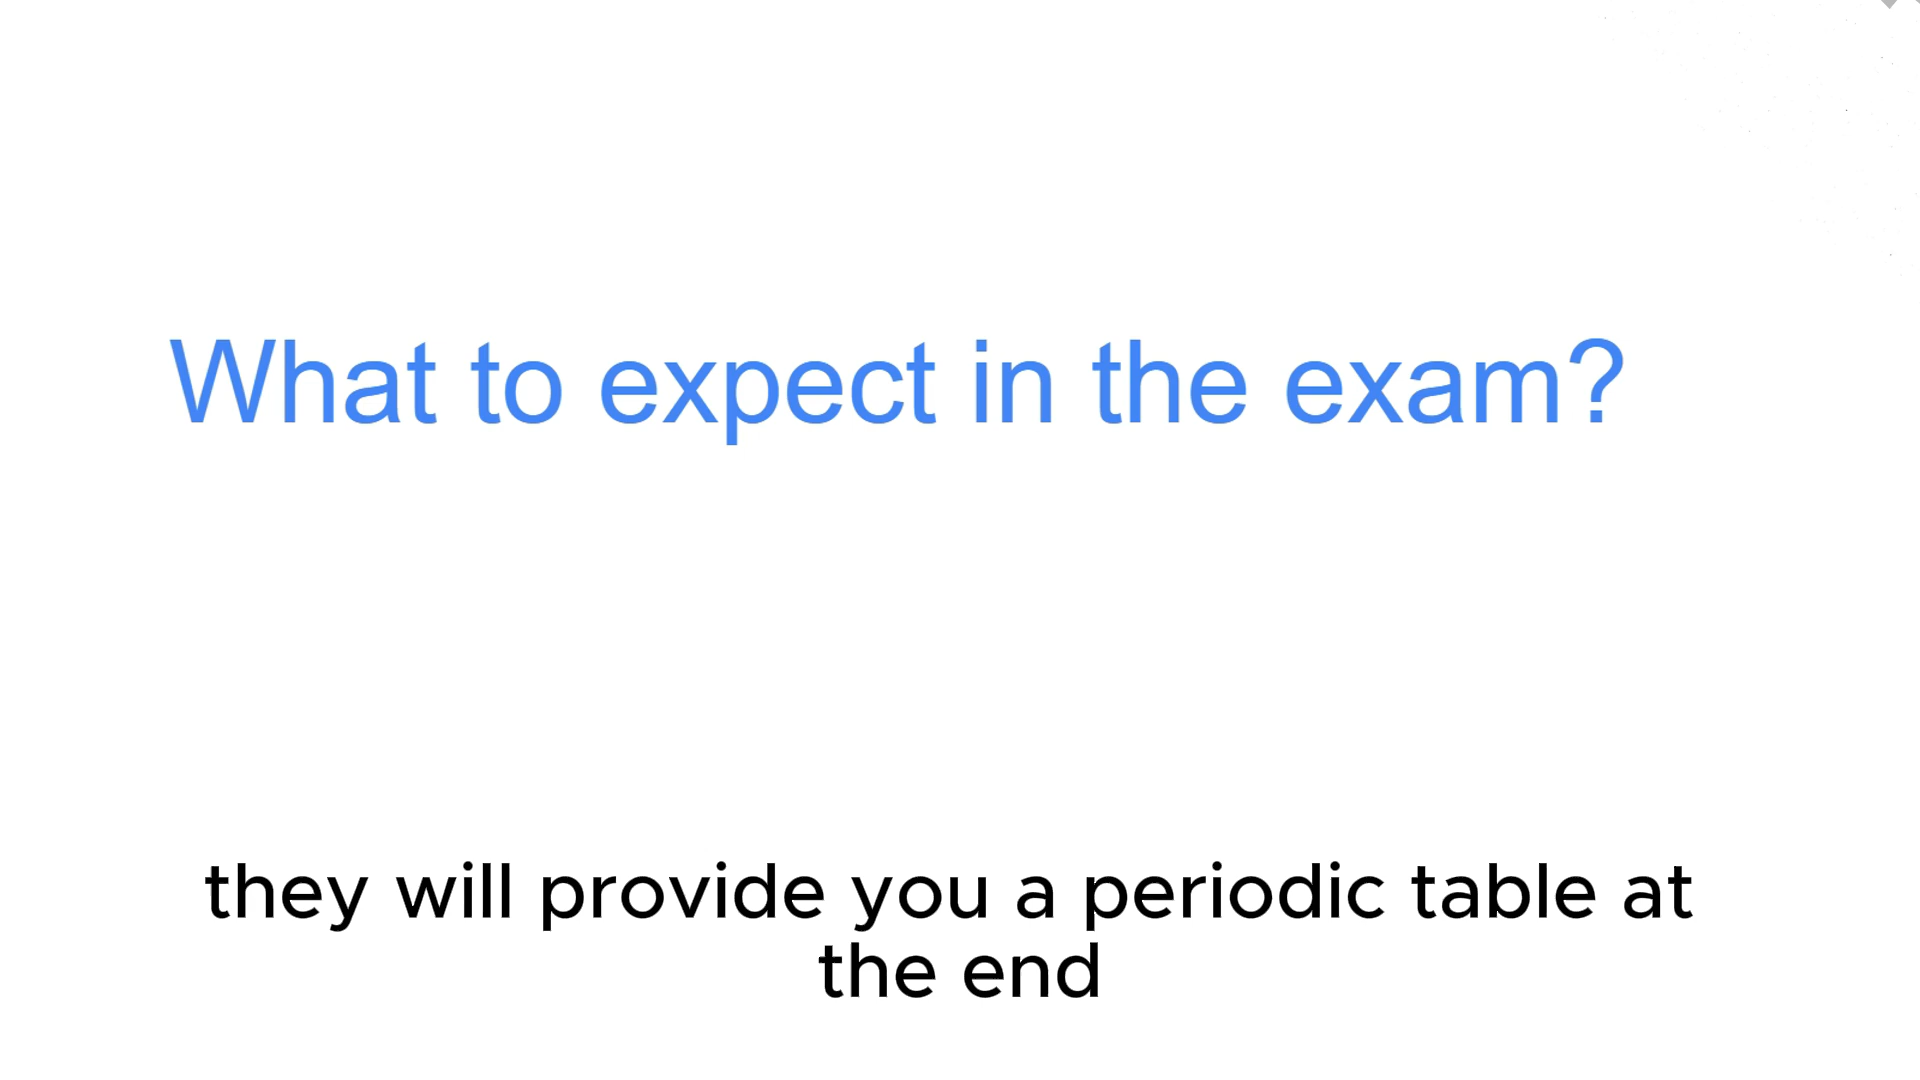 What to expect in the exam?
they will provide you a periodic table at
the end